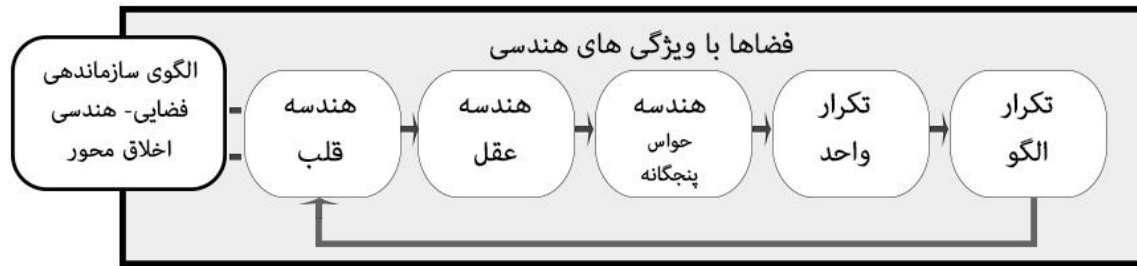 فضاها با ویژگی های هندسی
الگوی سازماندهی
فضایی- هندسی
اخلاق محور
هندسه
قلب
هندسه
عقل
هندسه
حواس
پنجگانه
تکرار
واحد
تکرار
الگو